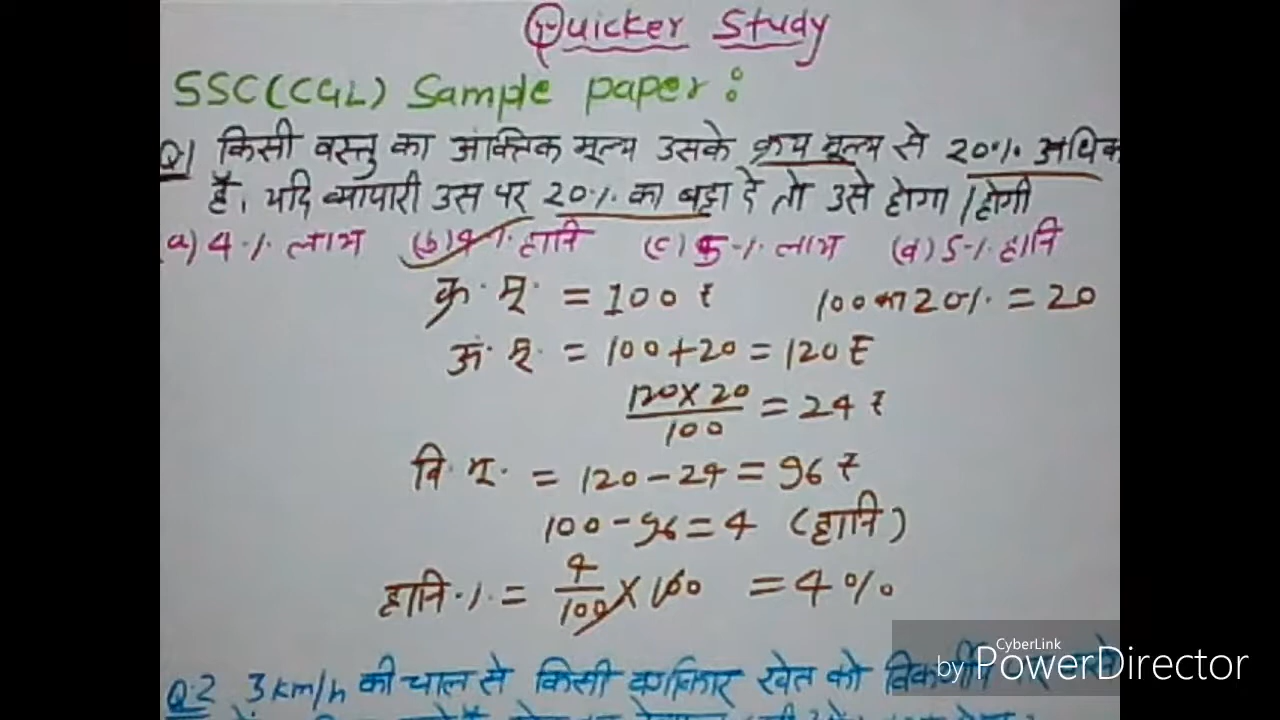 Quicker Study
SSC(CGL) Sample paper:
Q1 किसी वस्तु का अंकित मूल्य उसके क्रय मूल्य से 20% अधिक
है, यदि व्यापारी उस पर 20% का बट्टा दे तो उसे होगा/होगी
(a) 4% लाभ (b) 4% हानि (c) 5% लाभ (d) 5% हानि
क्र. मू. = 100 ₹ 100 का 20% = 20
अं. मू. = 100+20 = 120 ₹
120 x 20 / 100 = 24 ₹
वि. मू. = 120 - 24 = 96 ₹
100 - 96 = 4 (हानि)
हानि % = 4/100 x 100 = 4%
Q.2 3 km/h की चाल से किसी वर्गाकार खेत को
CyberLink
by PowerDirector